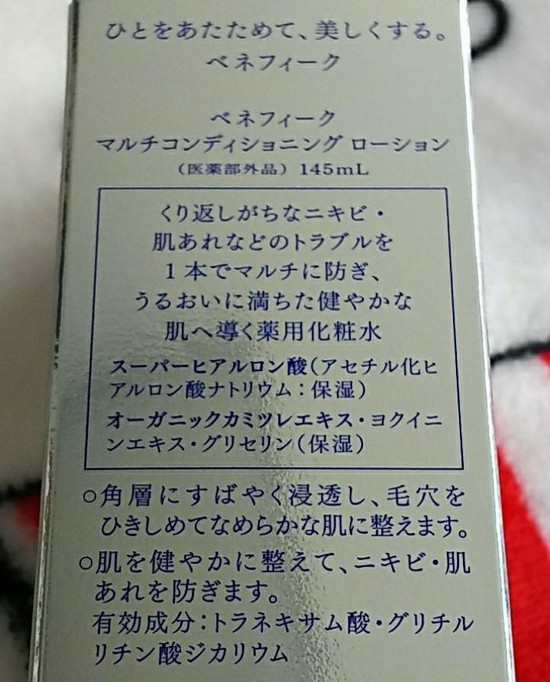 ひとをあたためて、美しくする。
ベネフィーク
ベネフィーク
マルチコンディショニング ローション
（医薬部外品）145mL
くり返しがちなニキビ・
肌あれなどのトラブルを
1本でマルチに防ぎ、
うるおいに満ちた健やかな
肌へ導く薬用化粧水
スーパーヒアルロン酸（アセチル化ヒ
アルロン酸ナトリウム：保湿）
オーガニックカミツレエキス・ヨクイニ
ンエキス・グリセリン（保湿）
○角層にすばやく浸透し、毛穴を
ひきしめてなめらかな肌に整えます。
○肌を健やかに整えて、ニキビ・肌
あれを防ぎます。
有効成分：トラネキサム酸・グリチル
リチン酸ジカリウム